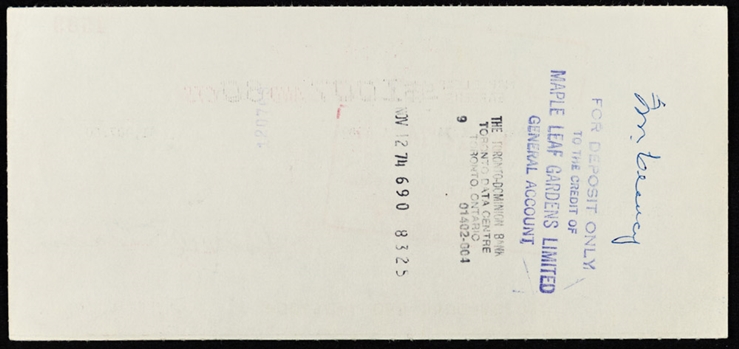 FOR DEPOSIT ONLY
TO THE CREDIT OF
MAPLE LEAF GARDENS LIMITED
GENERAL ACCOUNT
THE TORONTO-DOMINION BANK
TORONTO DATA CENTRE
TORONTO, ONTARIO
9 01402-004
NOV 12 74 690 8325